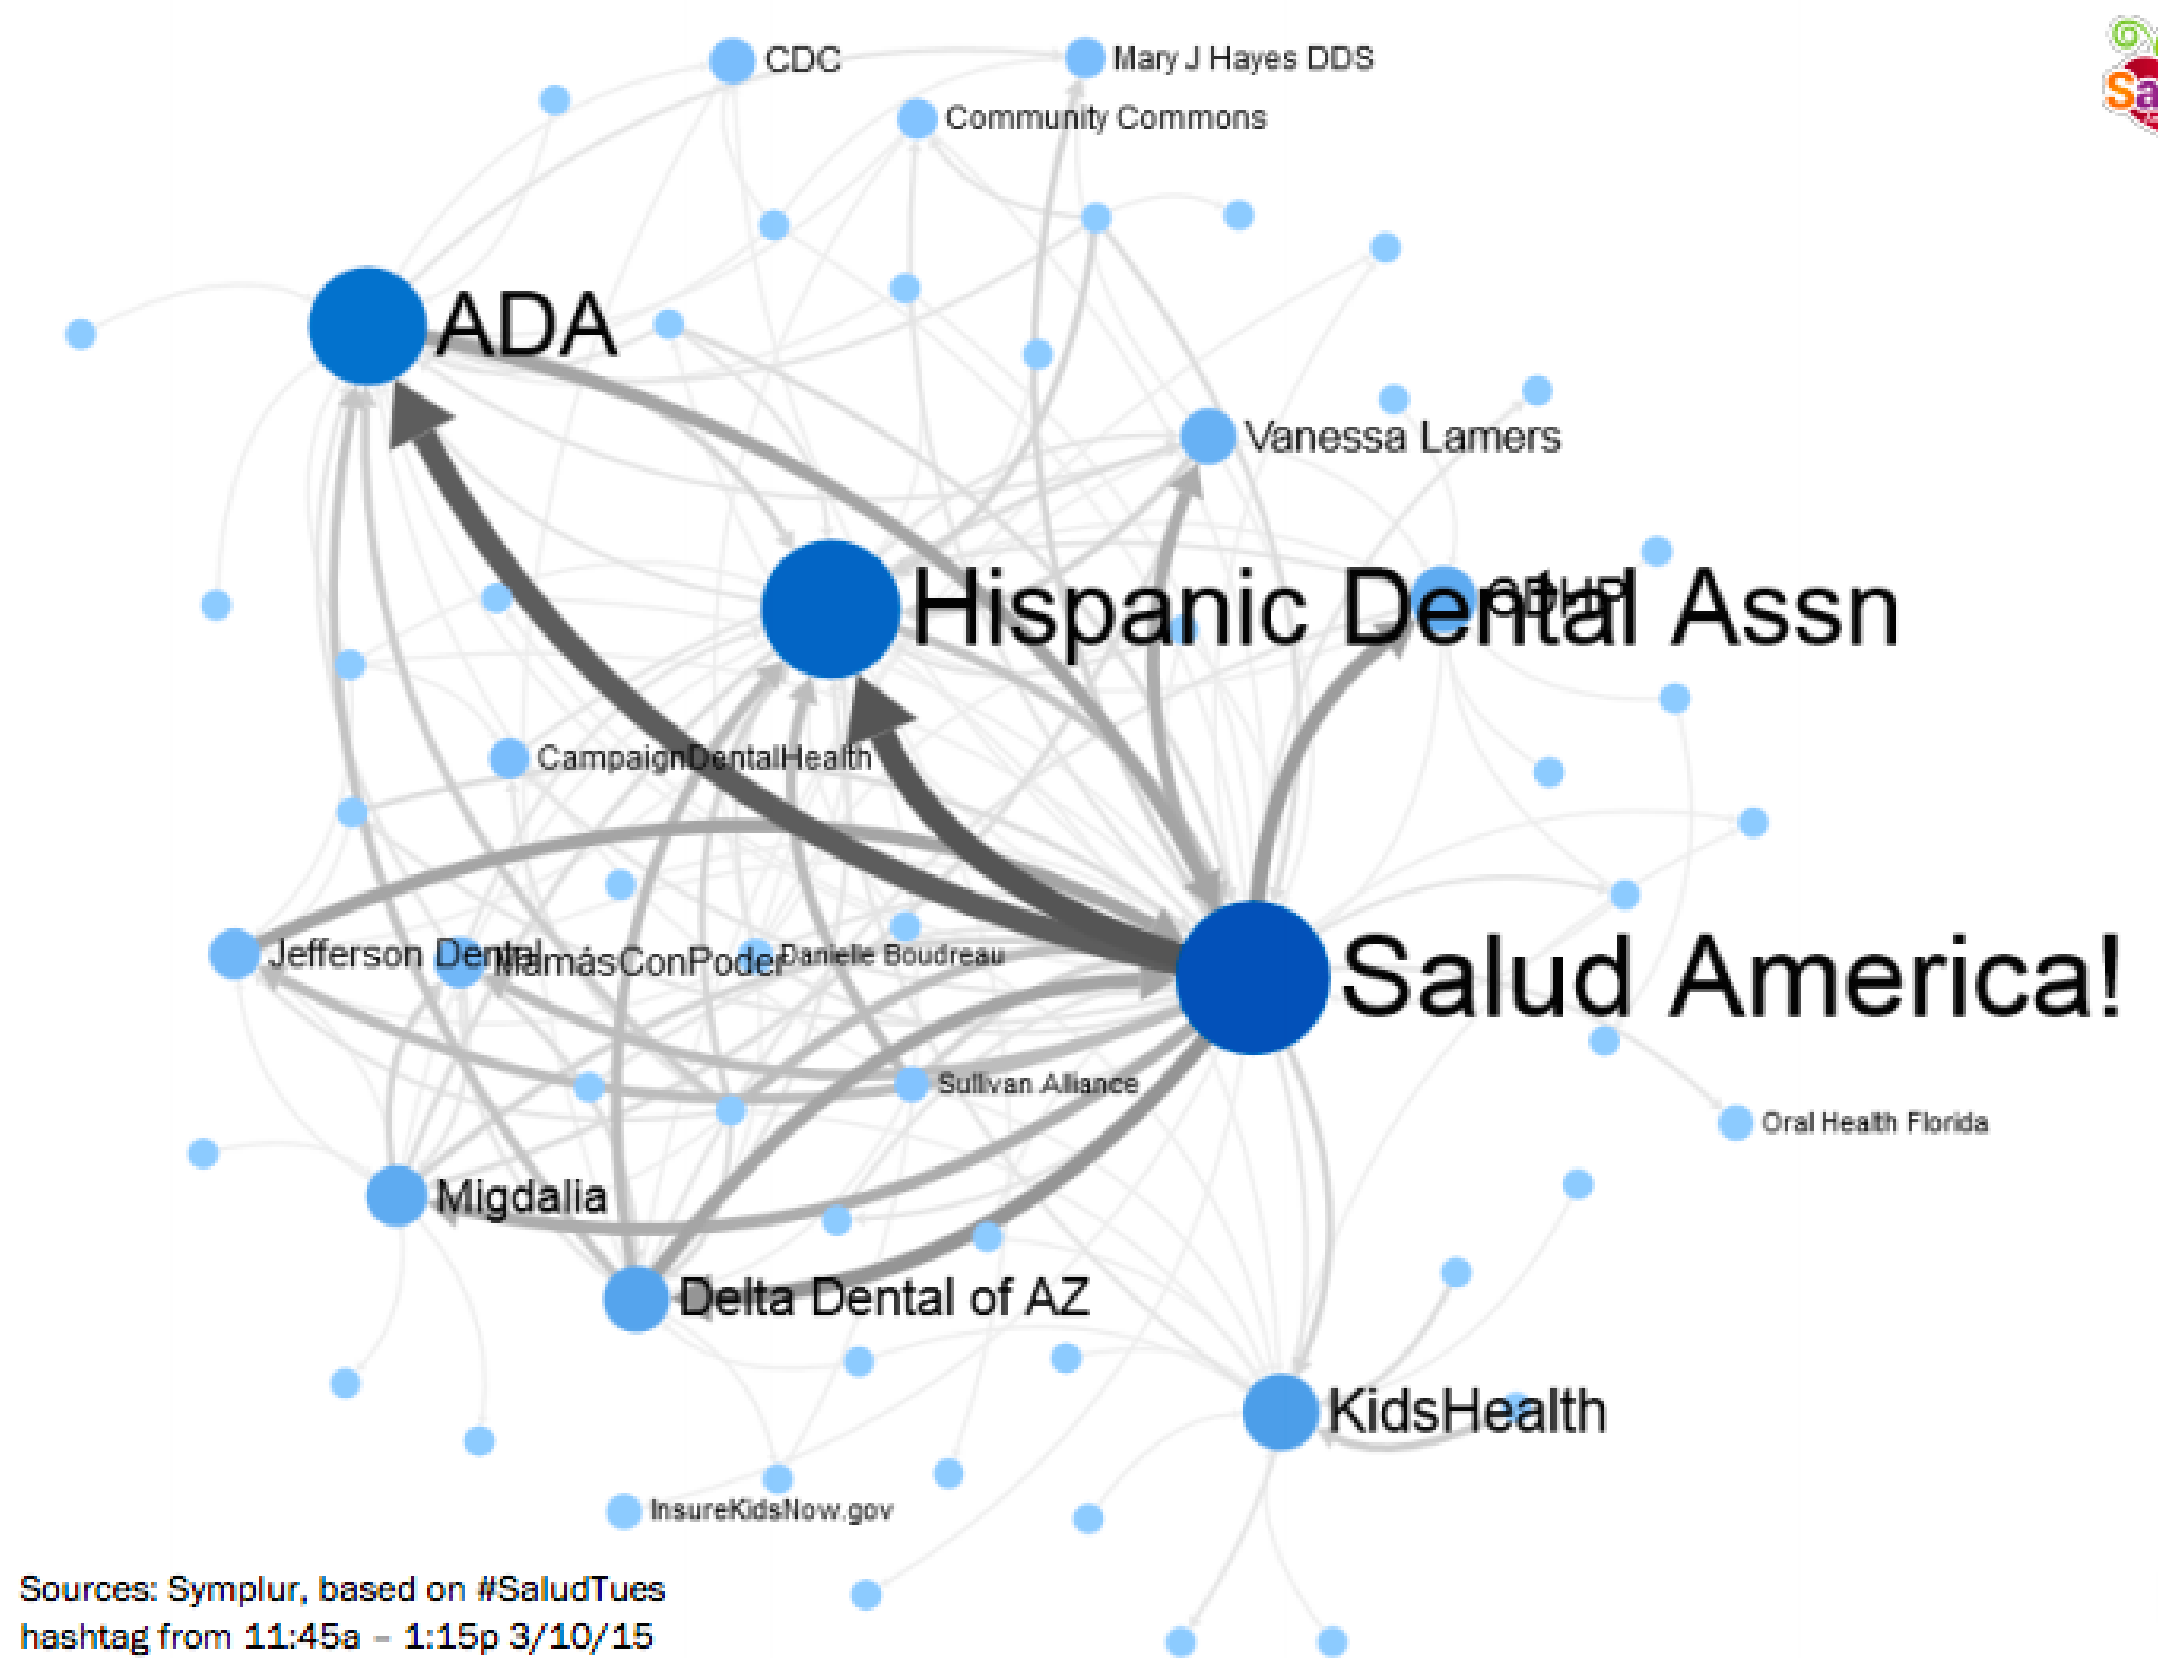 CDC
Mary J Hayes DDS
Community Commons
ADA
Vanessa Lamers
Hispanic Dental Assn
CDHP
CampaignDentalHealth
Jefferson Dental
MamásConPoder
Danielle Boudreau
Salud America!
Sullivan Alliance
Oral Health Florida
Migdalia
Delta Dental of AZ
KidsHealth
InsureKidsNow.gov
Sources: Symplur, based on #SaludTues
hashtag from 11:45a – 1:15p 3/10/15